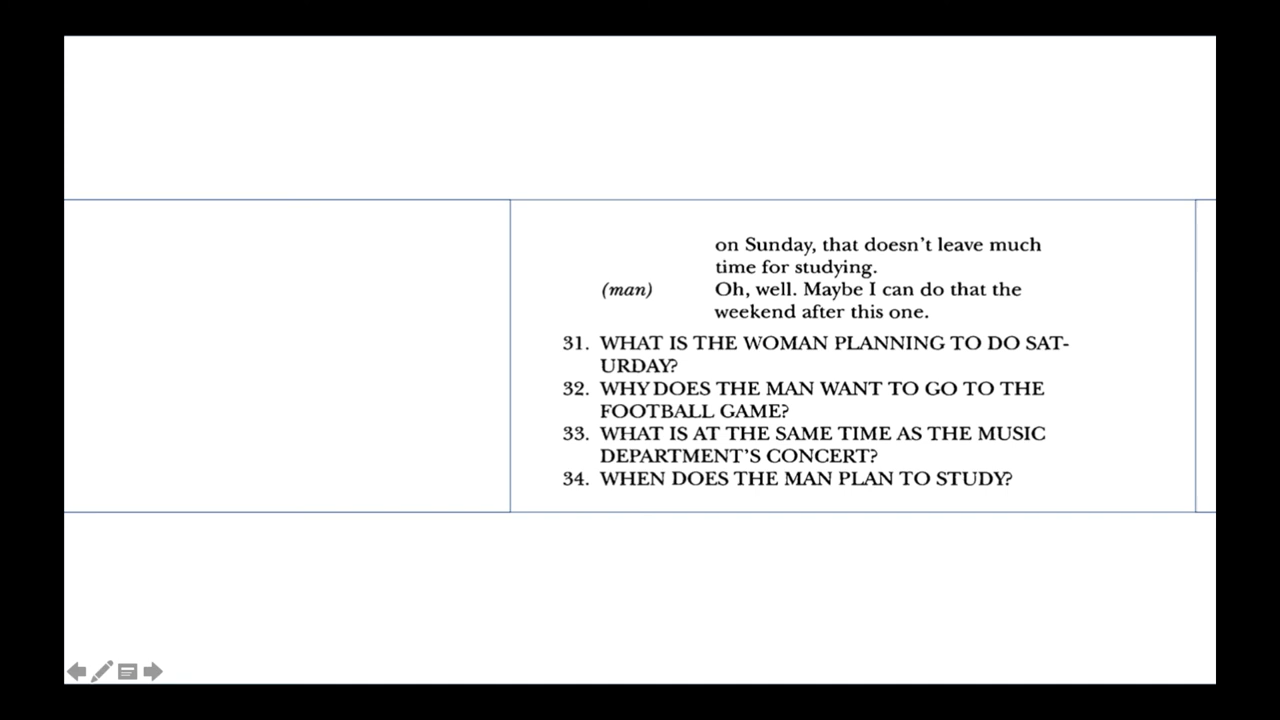 on Sunday, that doesn't leave much
time for studying.
(man) Oh, well. Maybe I can do that the
weekend after this one.
31. WHAT IS THE WOMAN PLANNING TO DO SAT-
URDAY?
32. WHY DOES THE MAN WANT TO GO TO THE
FOOTBALL GAME?
33. WHAT IS AT THE SAME TIME AS THE MUSIC
DEPARTMENT'S CONCERT?
34. WHEN DOES THE MAN PLAN TO STUDY?